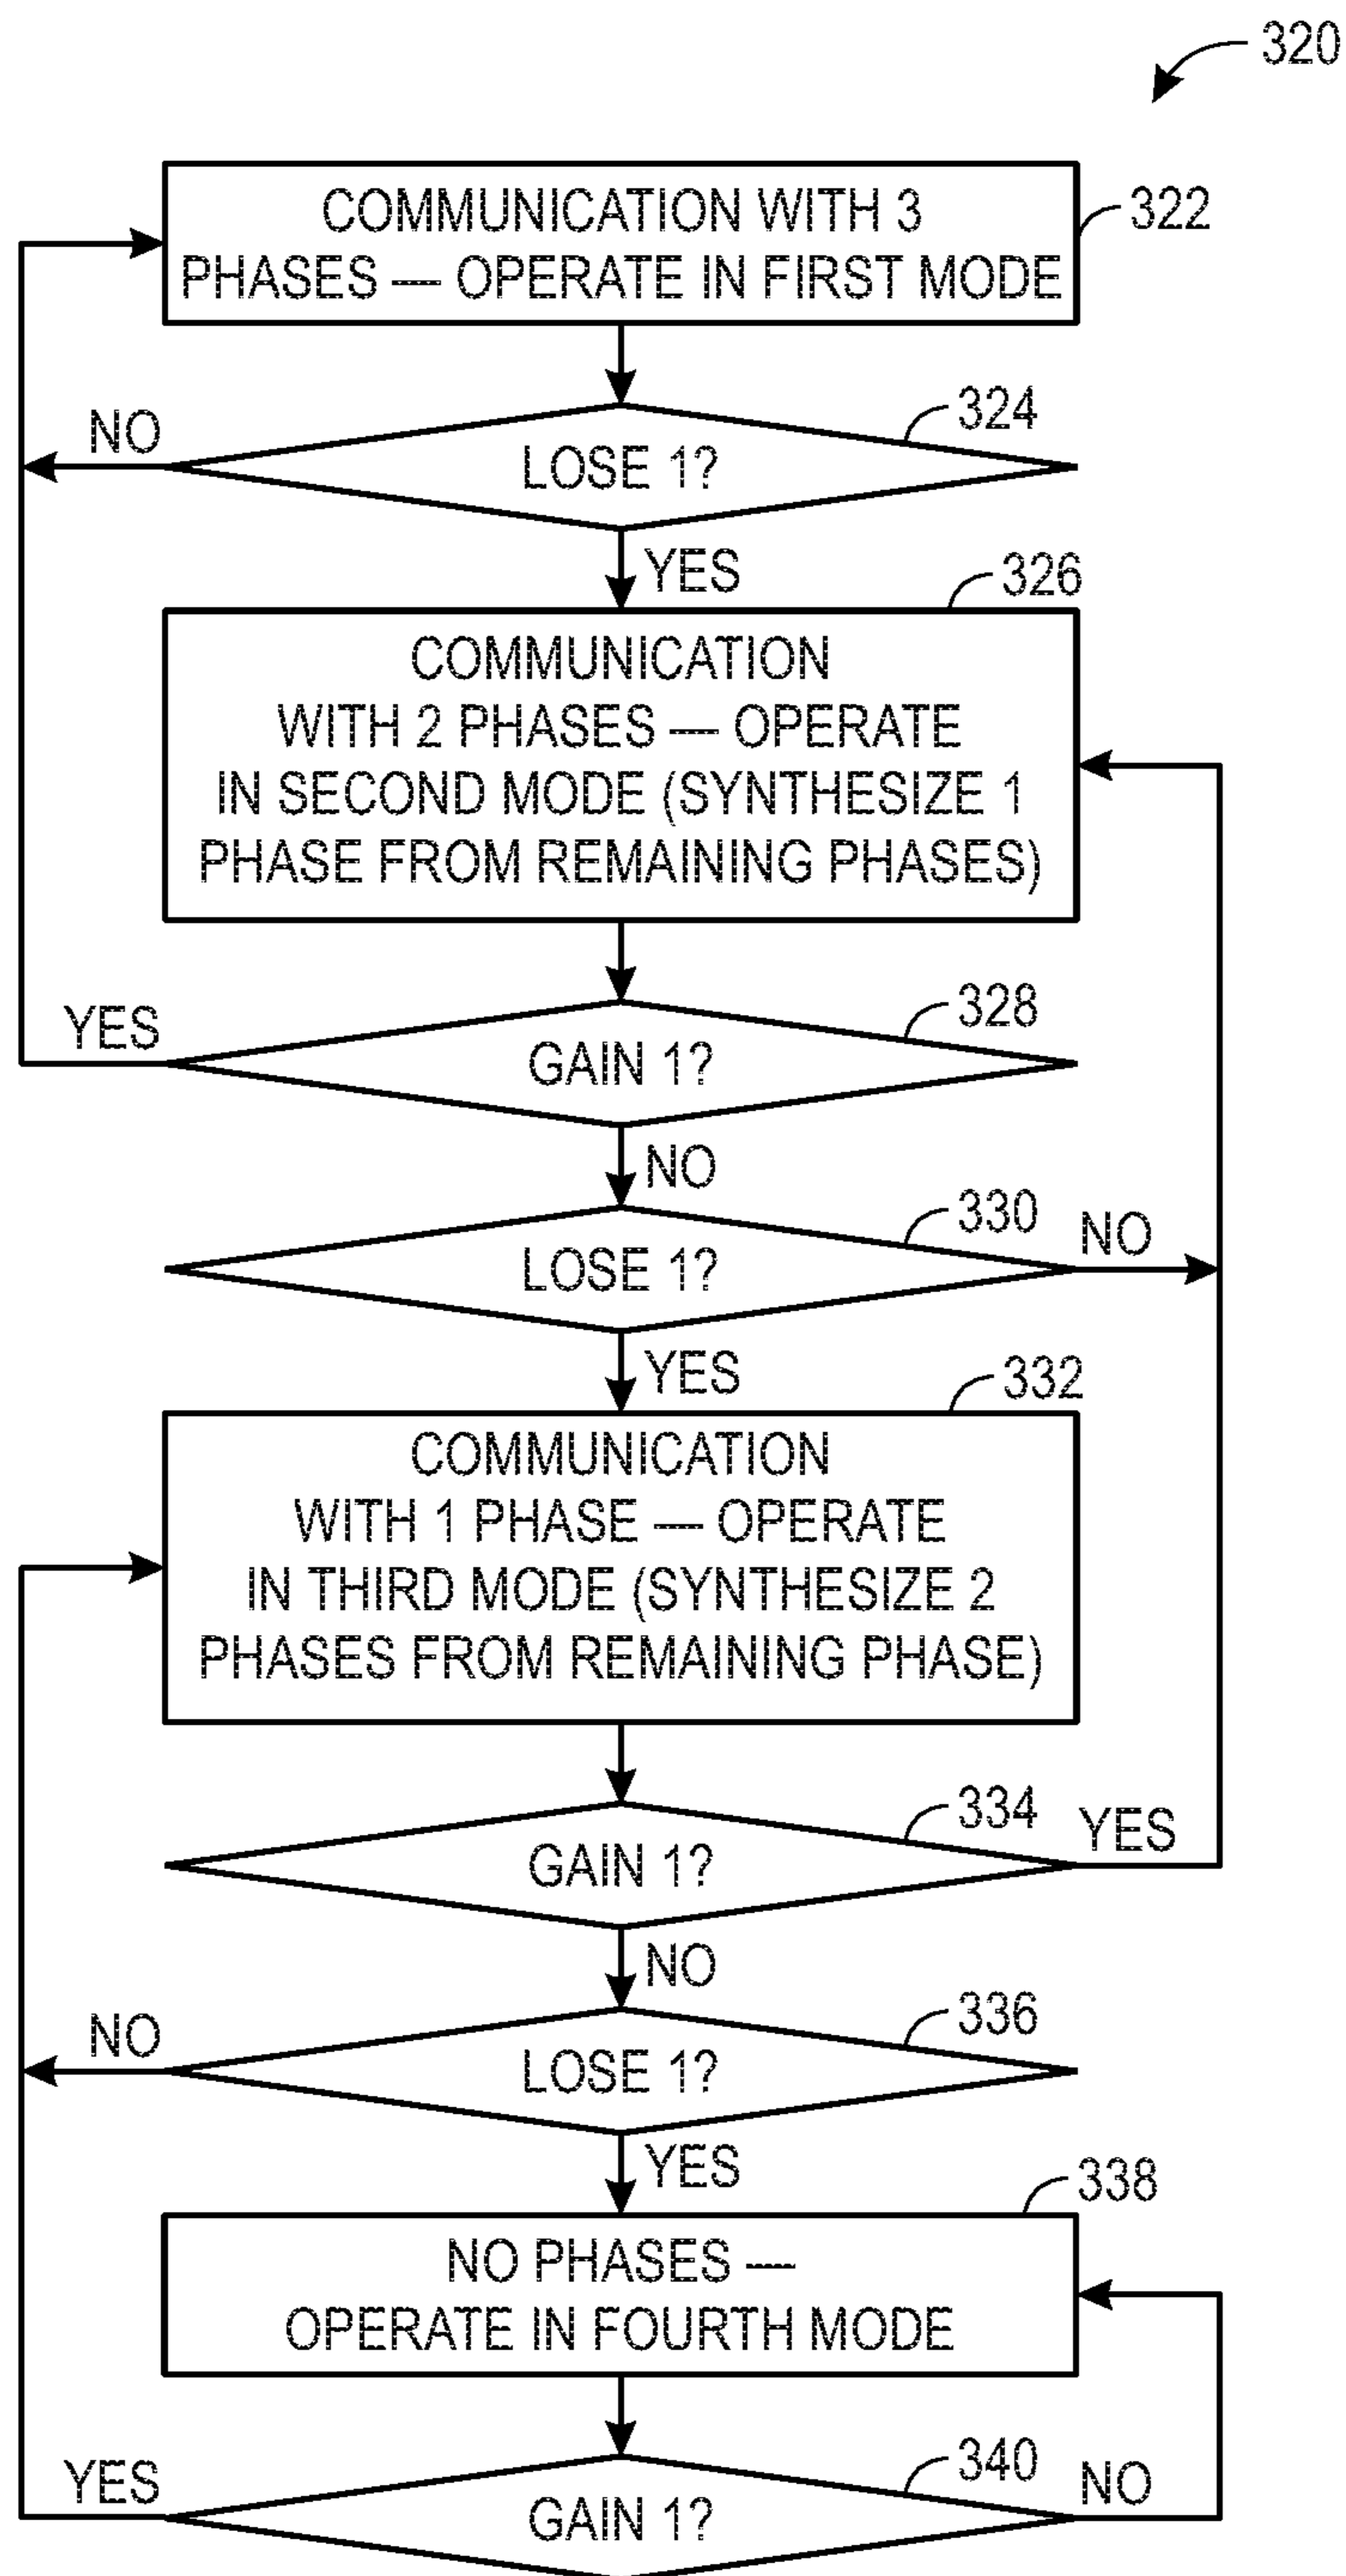 320
COMMUNICATION WITH 3
PHASES — OPERATE IN FIRST MODE
322
324
NO
LOSE 1?
YES
326
COMMUNICATION
WITH 2 PHASES — OPERATE
IN SECOND MODE (SYNTHESIZE 1
PHASE FROM REMAINING PHASES)
328
YES
GAIN 1?
NO
330
NO
LOSE 1?
YES
332
COMMUNICATION
WITH 1 PHASE — OPERATE
IN THIRD MODE (SYNTHESIZE 2
PHASES FROM REMAINING PHASE)
334
YES
GAIN 1?
NO
336
NO
LOSE 1?
YES
338
NO PHASES —
OPERATE IN FOURTH MODE
340
YES
NO
GAIN 1?